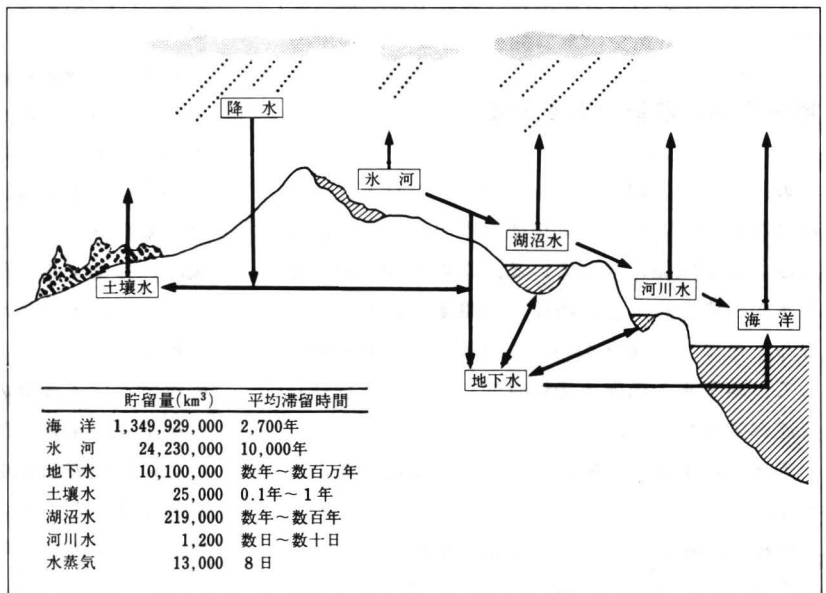 降 水
氷 河
湖沼水
土壌水
河川水
海 洋
地下水
貯留量(km³) 平均滞留時間
海 洋 1,349,929,000 2,700年
氷 河 24,230,000 10,000年
地下水 10,100,000 数年～数百万年
土壌水 25,000 0.1年～1年
湖沼水 219,000 数年～数百年
河川水 1,200 数日～数十日
水蒸気 13,000 8日